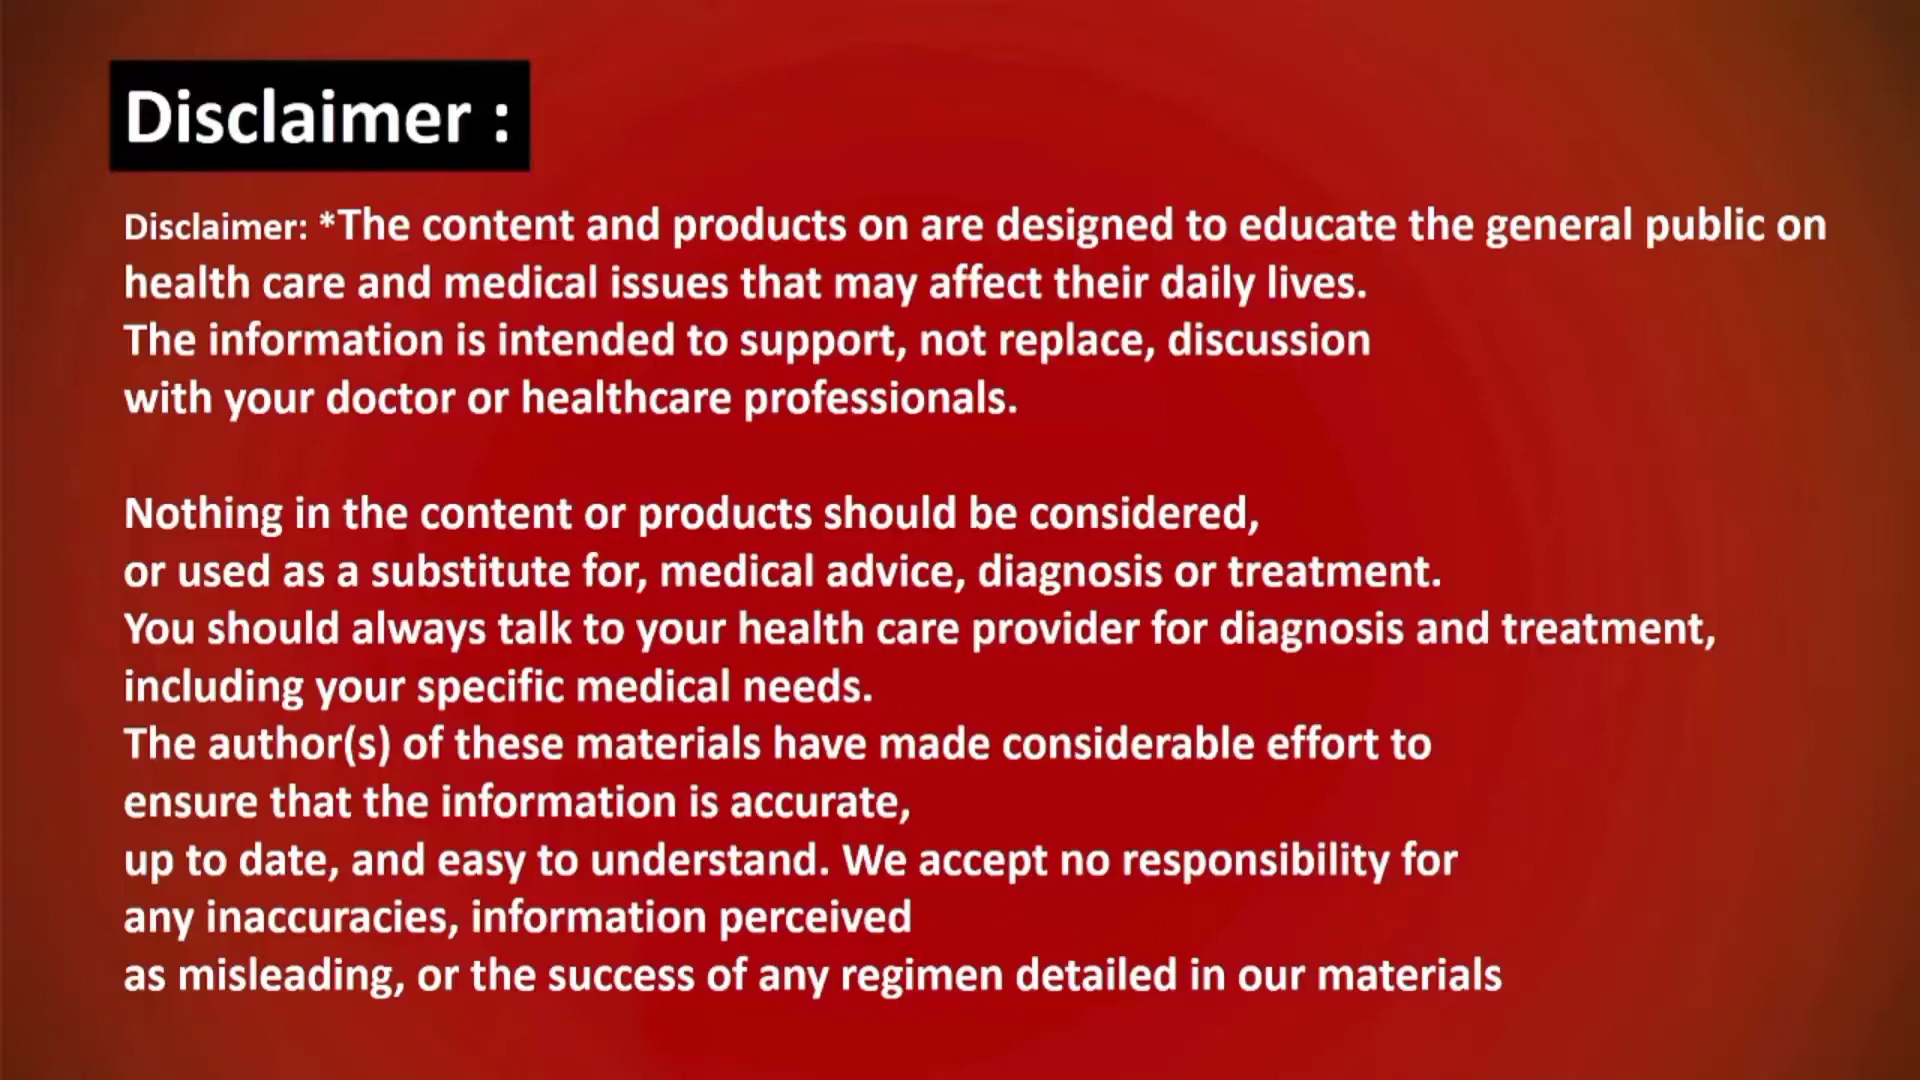 Disclaimer :
Disclaimer: *The content and products on are designed to educate the general public on
health care and medical issues that may affect their daily lives.
The information is intended to support, not replace, discussion
with your doctor or healthcare professionals.
Nothing in the content or products should be considered,
or used as a substitute for, medical advice, diagnosis or treatment.
You should always talk to your health care provider for diagnosis and treatment,
including your specific medical needs.
The author(s) of these materials have made considerable effort to
ensure that the information is accurate,
up to date, and easy to understand. We accept no responsibility for
any inaccuracies, information perceived
as misleading, or the success of any regimen detailed in our materials